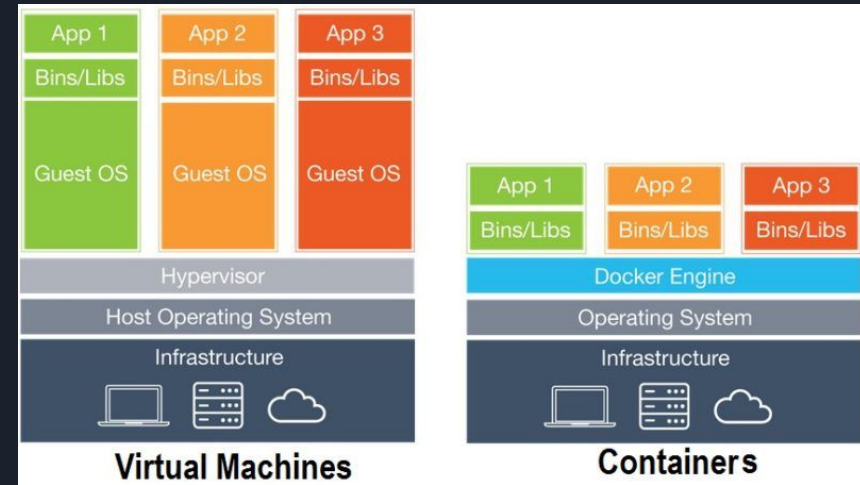 App 1
App 2
App 3
Bins/Libs
Bins/Libs
Bins/Libs
Guest OS
Guest OS
Guest OS
Hypervisor
Host Operating System
Infrastructure
Virtual Machines
App 1
App 2
App 3
Bins/Libs
Bins/Libs
Bins/Libs
Docker Engine
Operating System
Infrastructure
Containers